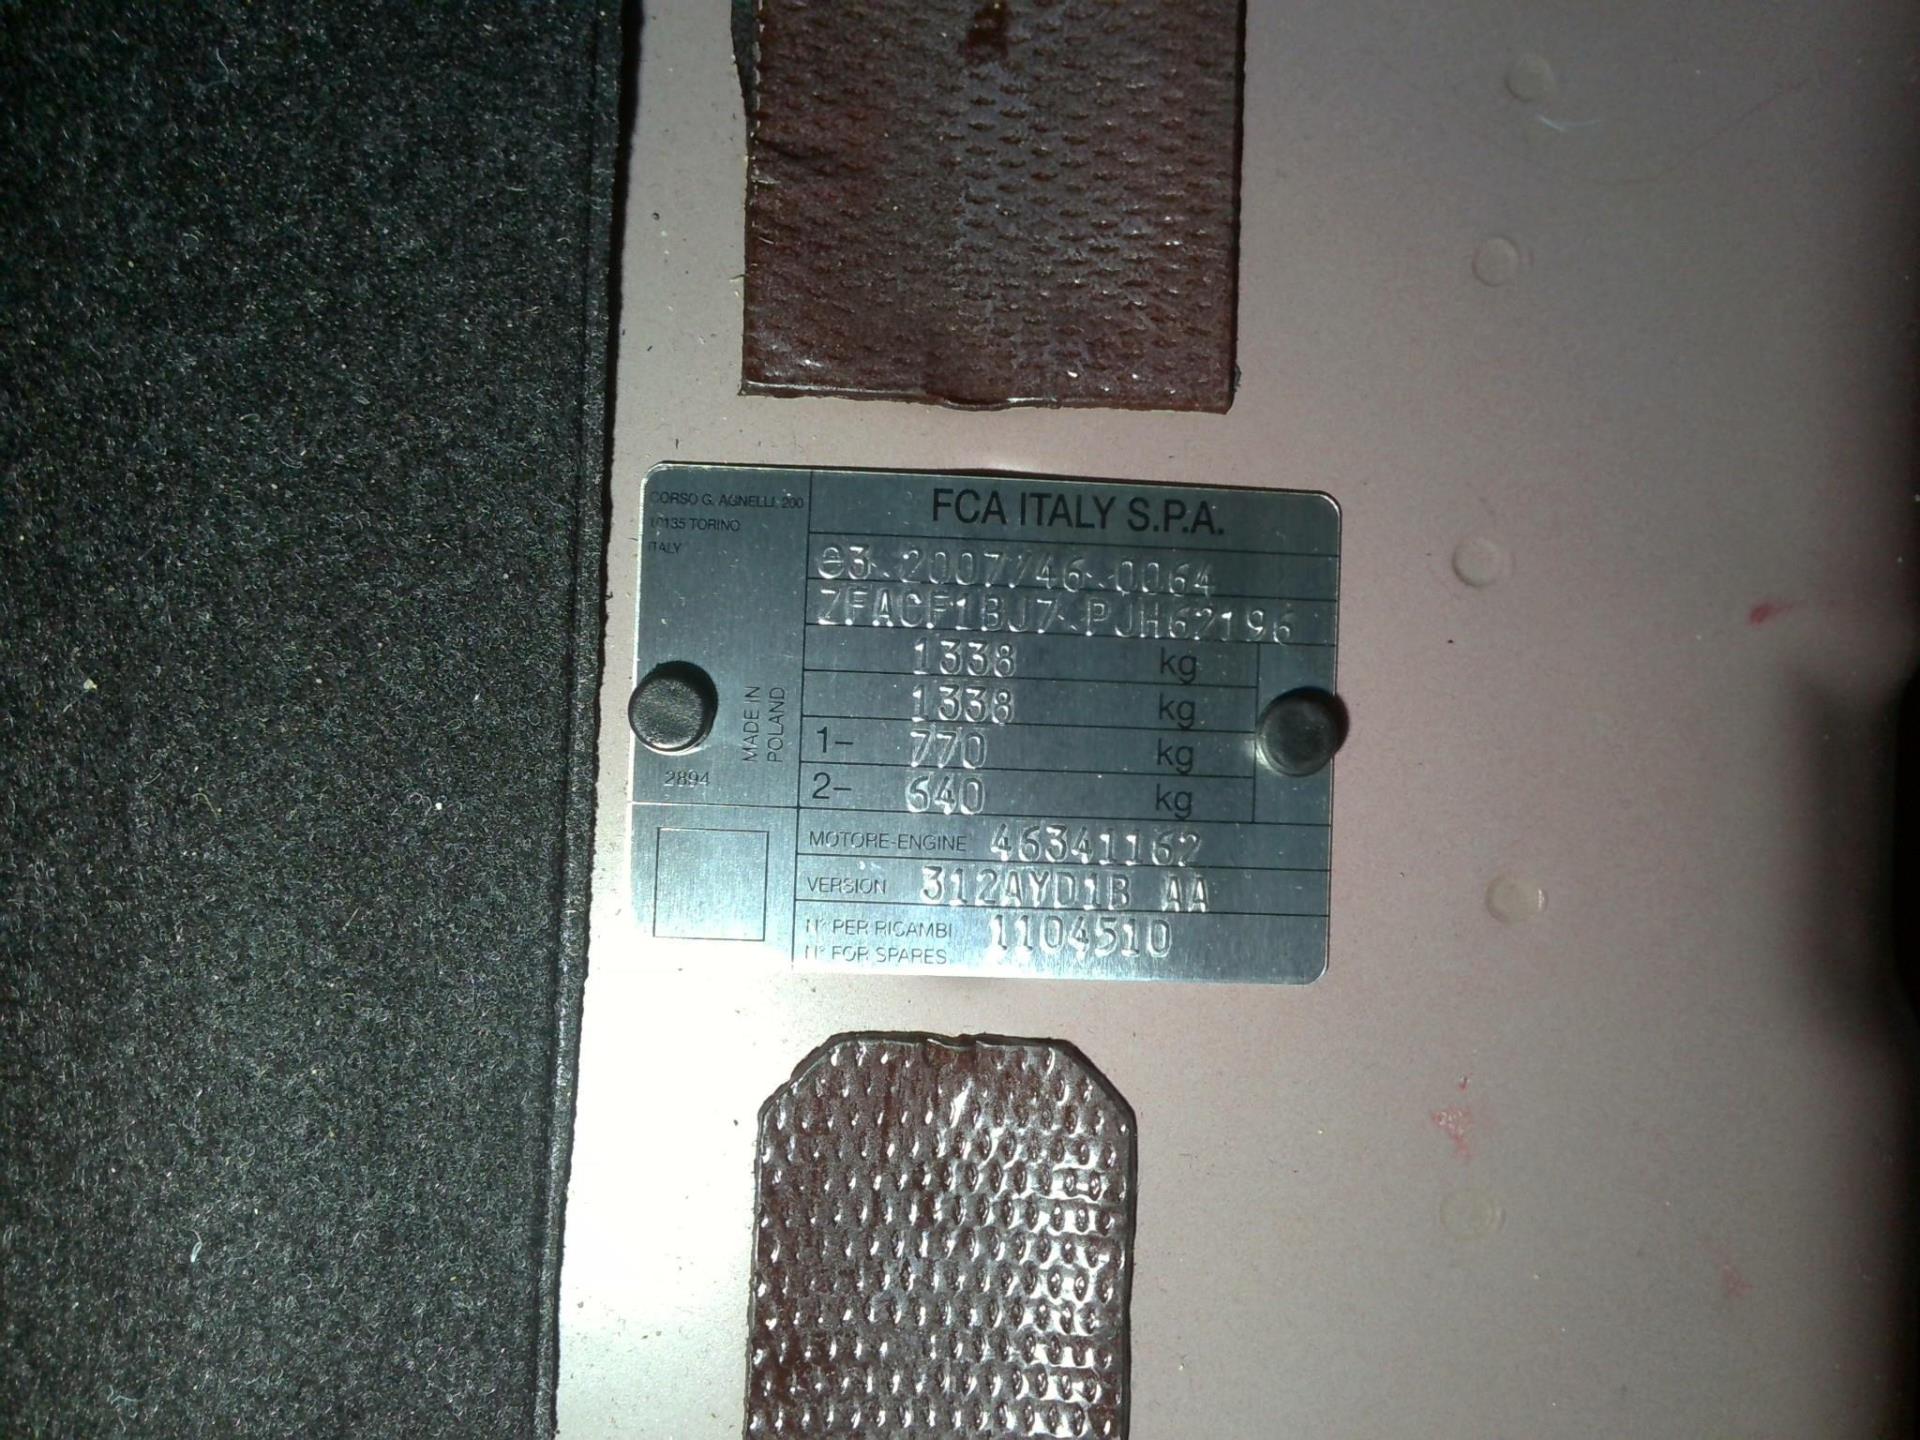 CORSO G. AGNELLI, 200
10135 TORINO
ITALY
FCA ITALY S.P.A.
e3 2007/46 0064
ZFACF1BJ7 PJH62196
1338 kg
1338 kg
1- 770 kg
2- 640 kg
MADE IN
POLAND
2894
MOTORE-ENGINE 46341162
VERSION 312AYD1B AA
N° PER RICAMBI 1104510
N° FOR SPARES